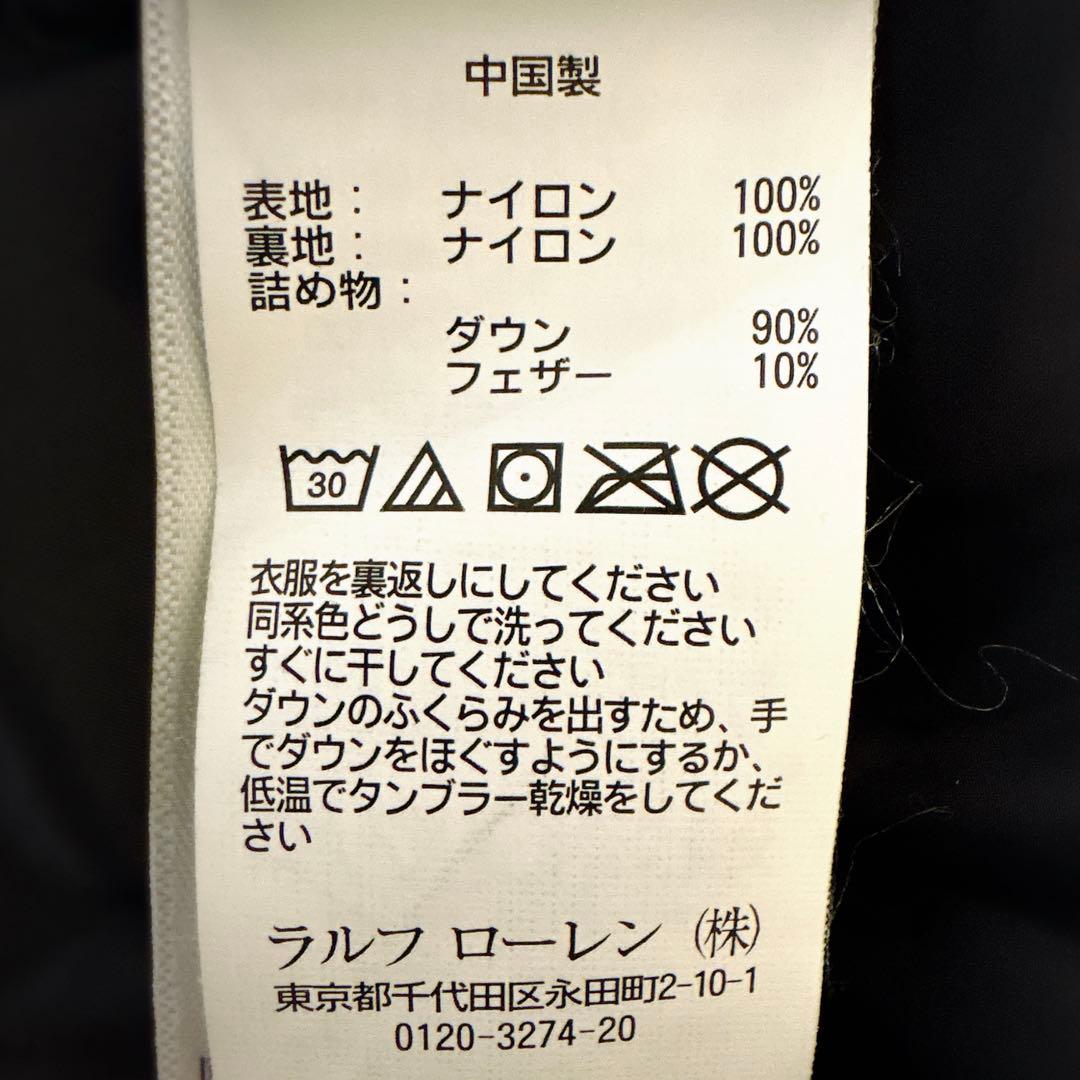 中国製
表地： ナイロン 100%
裏地： ナイロン 100%
詰め物：
ダウン 90%
フェザー 10%
30
衣服を裏返しにしてください
同系色どうしで洗ってください
すぐに干してください
ダウンのふくらみを出すため、手
でダウンをほぐすようにするか、
低温でタンブラー乾燥をしてくだ
さい
ラルフ ローレン （株）
東京都千代田区永田町2-10-1
0120-3274-20